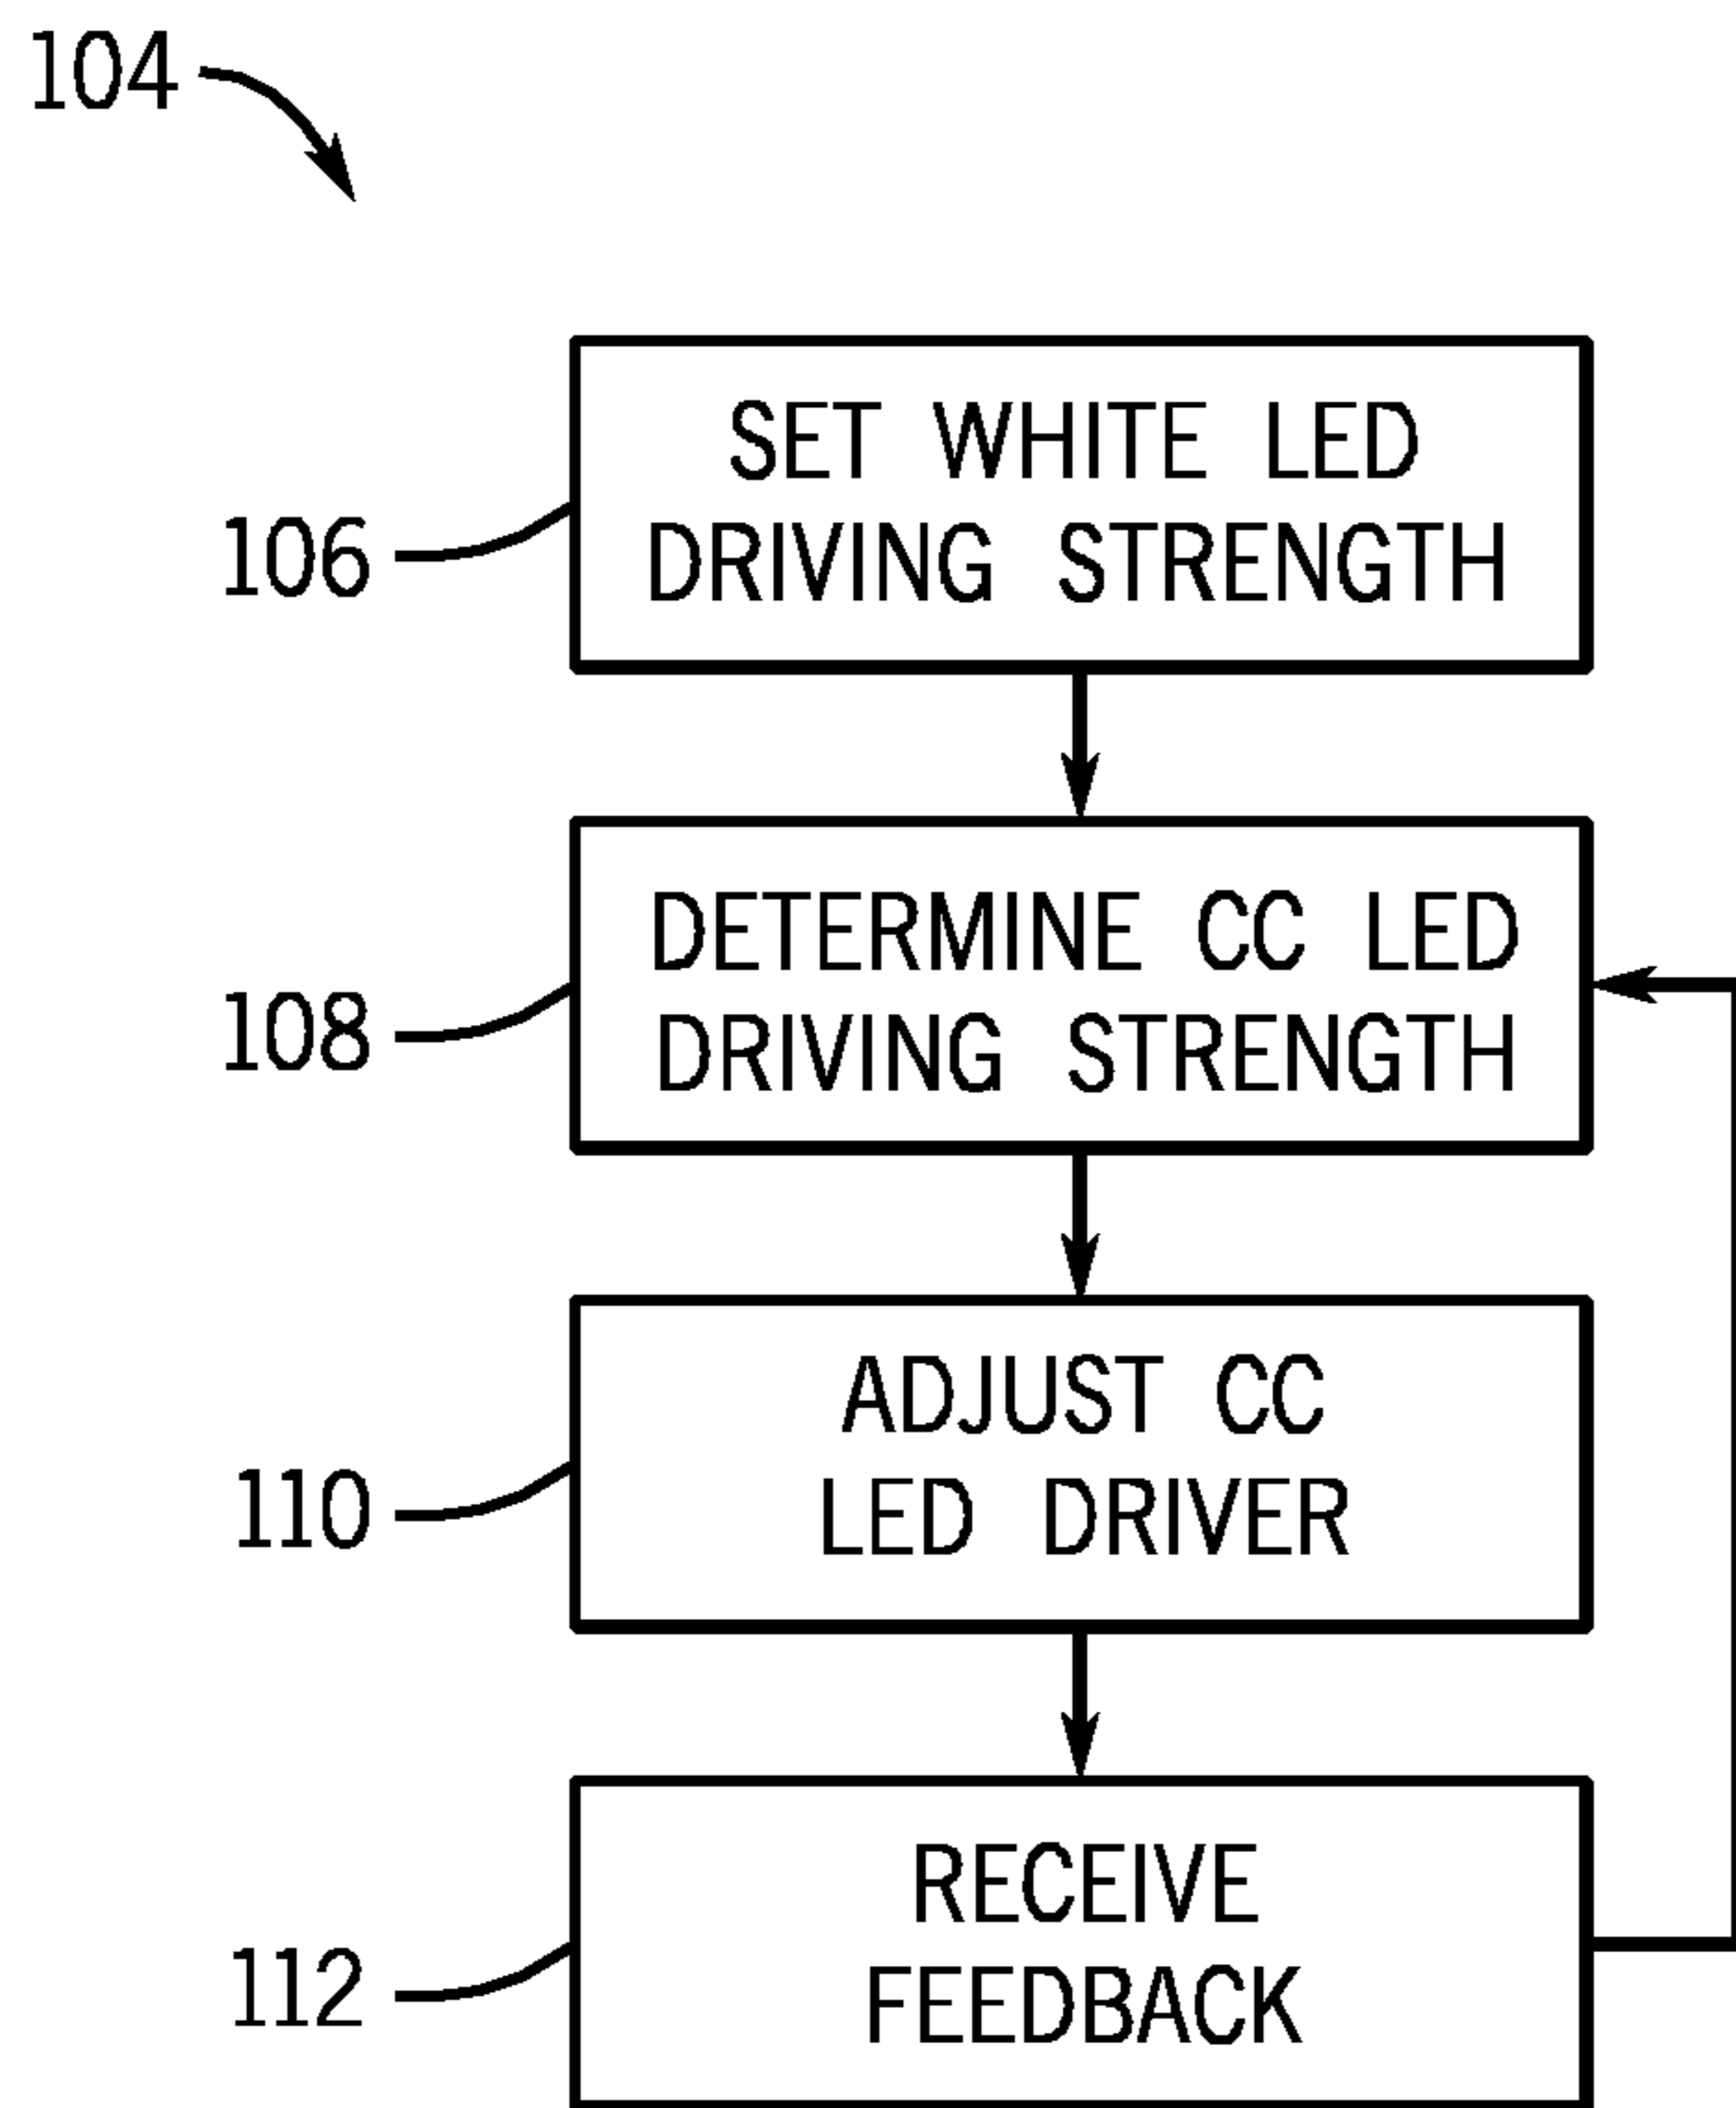 104
SET WHITE LED
DRIVING STRENGTH
106
DETERMINE CC LED
DRIVING STRENGTH
108
ADJUST CC
LED DRIVER
110
RECEIVE
FEEDBACK
112